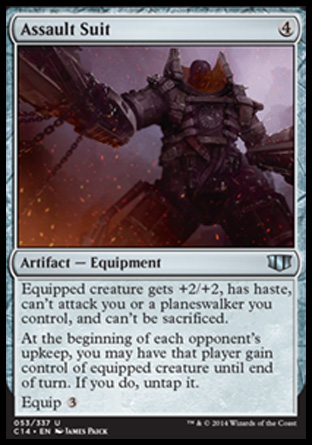 Assault Suit 4
Artifact — Equipment
Equipped creature gets +2/+2, has haste,
can't attack you or a planeswalker you
control, and can't be sacrificed.
At the beginning of each opponent's
upkeep, you may have that player gain
control of equipped creature until end
of turn. If you do, untap it.
Equip 3
053/337 U
C14 • EN JAMES PAICK ™ & © 2014 Wizards of the Coast